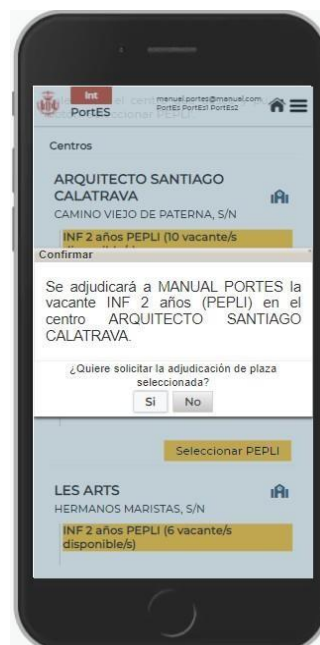 Int
PortES
manual.portes@manual.com
PortEs PortEs1 PortEs2
Centros
ARQUITECTO SANTIAGO
CALATRAVA
CAMINO VIEJO DE PATERNA, S/N
INF 2 años PEPLI (10 vacante/s
Confirmar
Se adjudicará a MANUAL PORTES la
vacante INF 2 años (PEPLI) en el
centro ARQUITECTO SANTIAGO
CALATRAVA.
¿Quiere solicitar la adjudicación de plaza
seleccionada?
Si No
Seleccionar PEPLI
LES ARTS
HERMANOS MARISTAS, S/N
INF 2 años PEPLI (6 vacante/s
disponible/s)